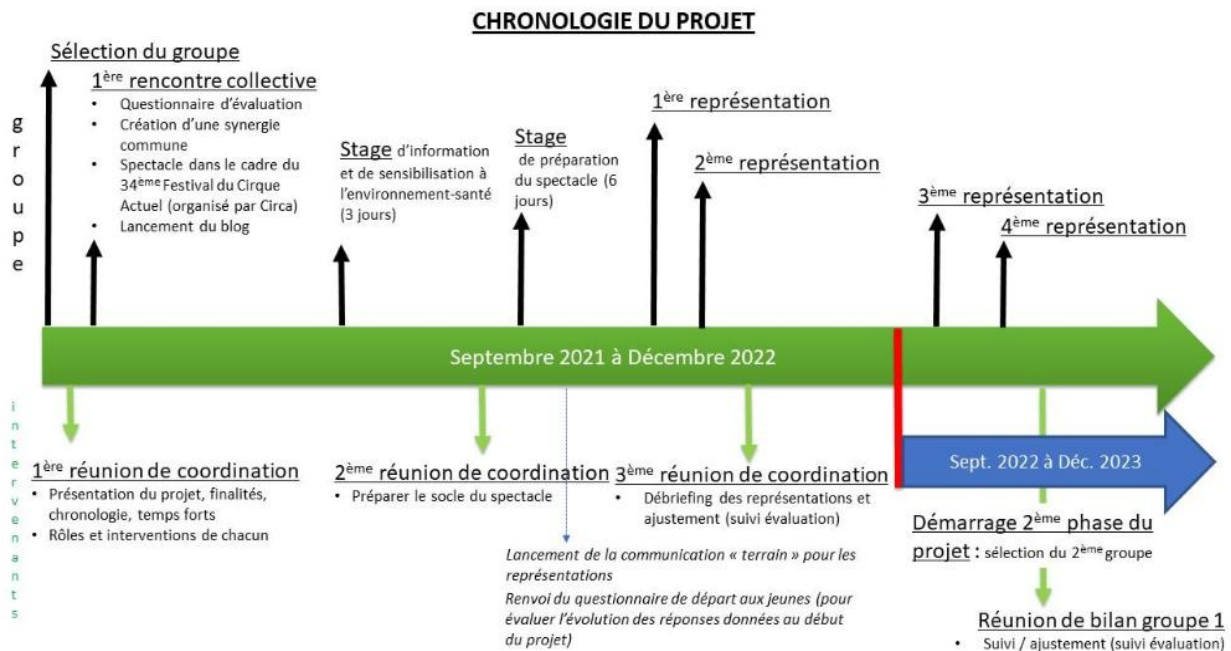 CHRONOLOGIE DU PROJET
groupe
Sélection du groupe
1ère rencontre collective
• Questionnaire d'évaluation
• Création d'une synergie
commune
• Spectacle dans le cadre du
34ème Festival du Cirque
Actuel (organisé par Circa)
• Lancement du blog
Stage d'information
et de sensibilisation à
l'environnement-santé
(3 jours)
Stage
de préparation
du spectacle (6
jours)
1ère représentation
2ème représentation
3ème représentation
4ème représentation
Septembre 2021 à Décembre 2022
intervenants
1ère réunion de coordination
• Présentation du projet, finalités,
chronologie, temps forts
• Rôles et interventions de chacun
2ème réunion de coordination
• Préparer le socle du spectacle
3ème réunion de coordination
• Débriefing des représentations et
ajustement (suivi évaluation)
Lancement de la communication « terrain » pour les
représentations
Renvoi du questionnaire de départ aux jeunes (pour
évaluer l'évolution des réponses données au début
du projet)
Sept. 2022 à Déc. 2023
Démarrage 2ème phase du
projet : sélection du 2ème groupe
Réunion de bilan groupe 1
• Suivi / ajustement (suivi évaluation)